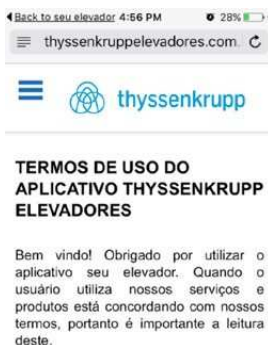 Back to seu elevador 4:56 PM 28%
thyssenkruppelevadores.com.
thyssenkrupp
TERMOS DE USO DO
APLICATIVO THYSSENKRUPP
ELEVADORES
Bem vindo! Obrigado por utilizar o
aplicativo seu elevador. Quando o
usuário utiliza nossos serviços e
produtos está concordando com nossos
termos, portanto é importante a leitura
deste.